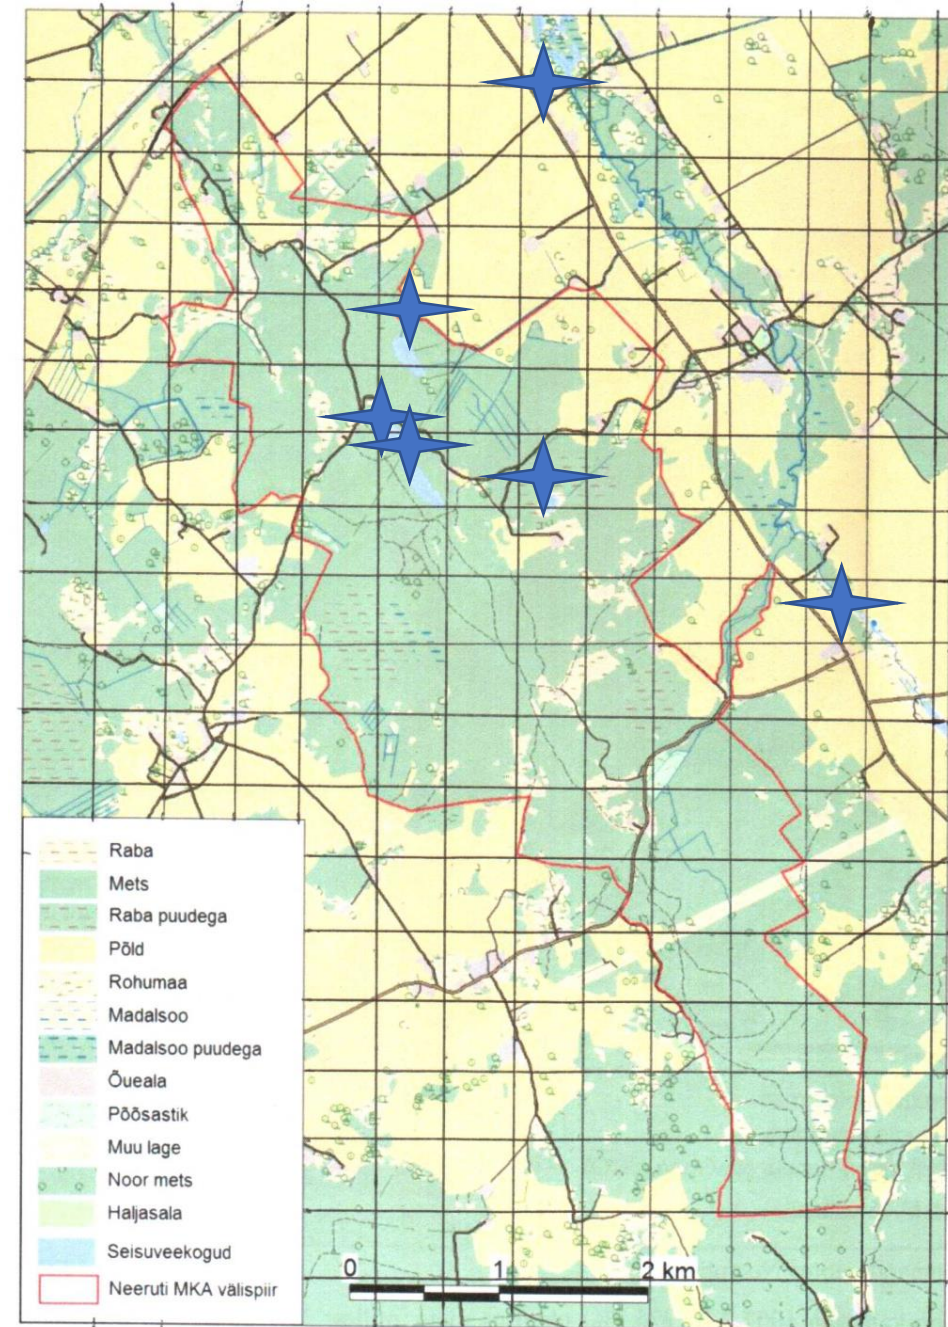 Raba
Mets
Raba puudega
Põld
Rohumaa
Madalsoo
Madalsoo puudega
Õueala
Põõsastik
Muu lage
Noor mets
Haljasala
Seisuveekogud
Neeruti MKA välispiir
0 1 2 km